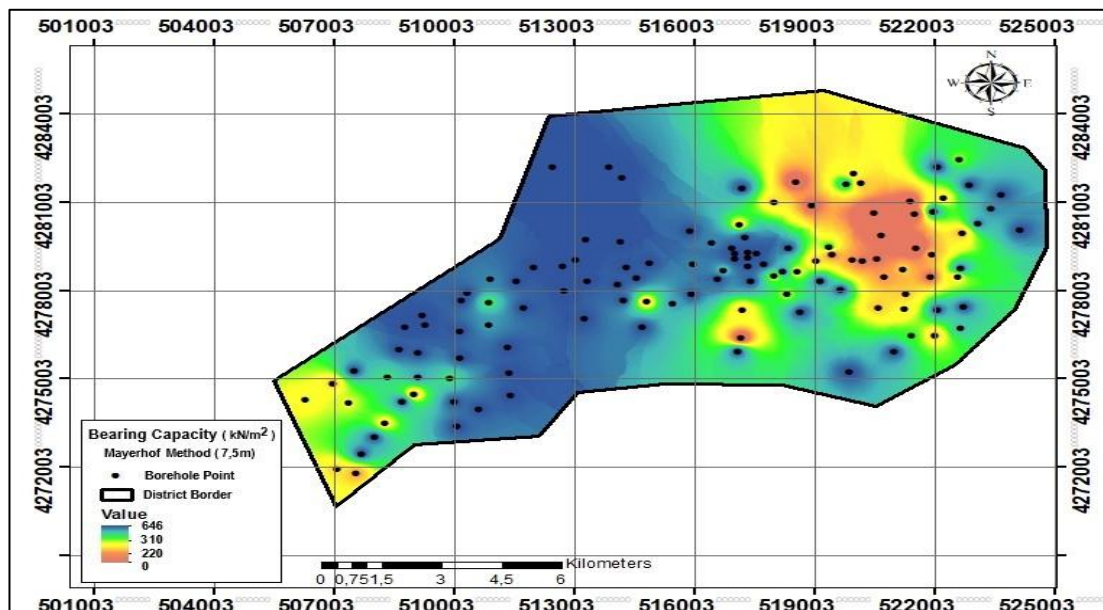 501003 504003 507003 510003 513003 516003 519003 522003 525003
N
W E
S
4284003 4284003
4281003 4281003
4278003 4278003
4275003 4275003
4272003 4272003
Bearing Capacity ( kN/m²)
Mayerhof Method ( 7,5m)
Borehole Point
District Border
Value
646
310
220
0
Kilometers
0 0,75 1,5 3 4,5 6
501003 504003 507003 510003 513003 516003 519003 522003 525003